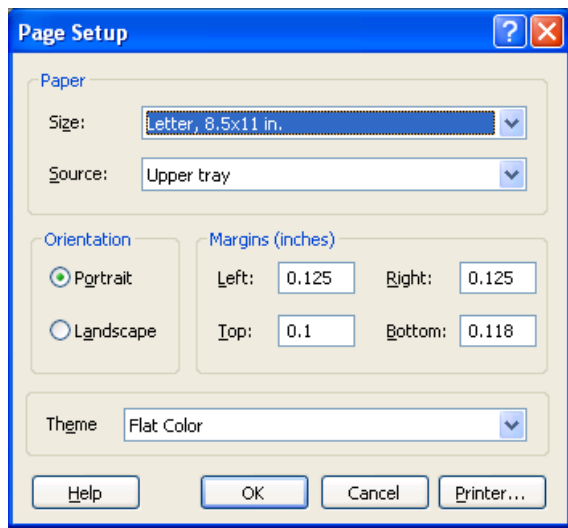 Page Setup
Paper
Size: Letter, 8.5x11 in.
Source: Upper tray
Orientation
Portrait
Landscape
Margins (inches)
Left: 0.125 Right: 0.125
Top: 0.1 Bottom: 0.118
Theme Flat Color
Help OK Cancel Printer...